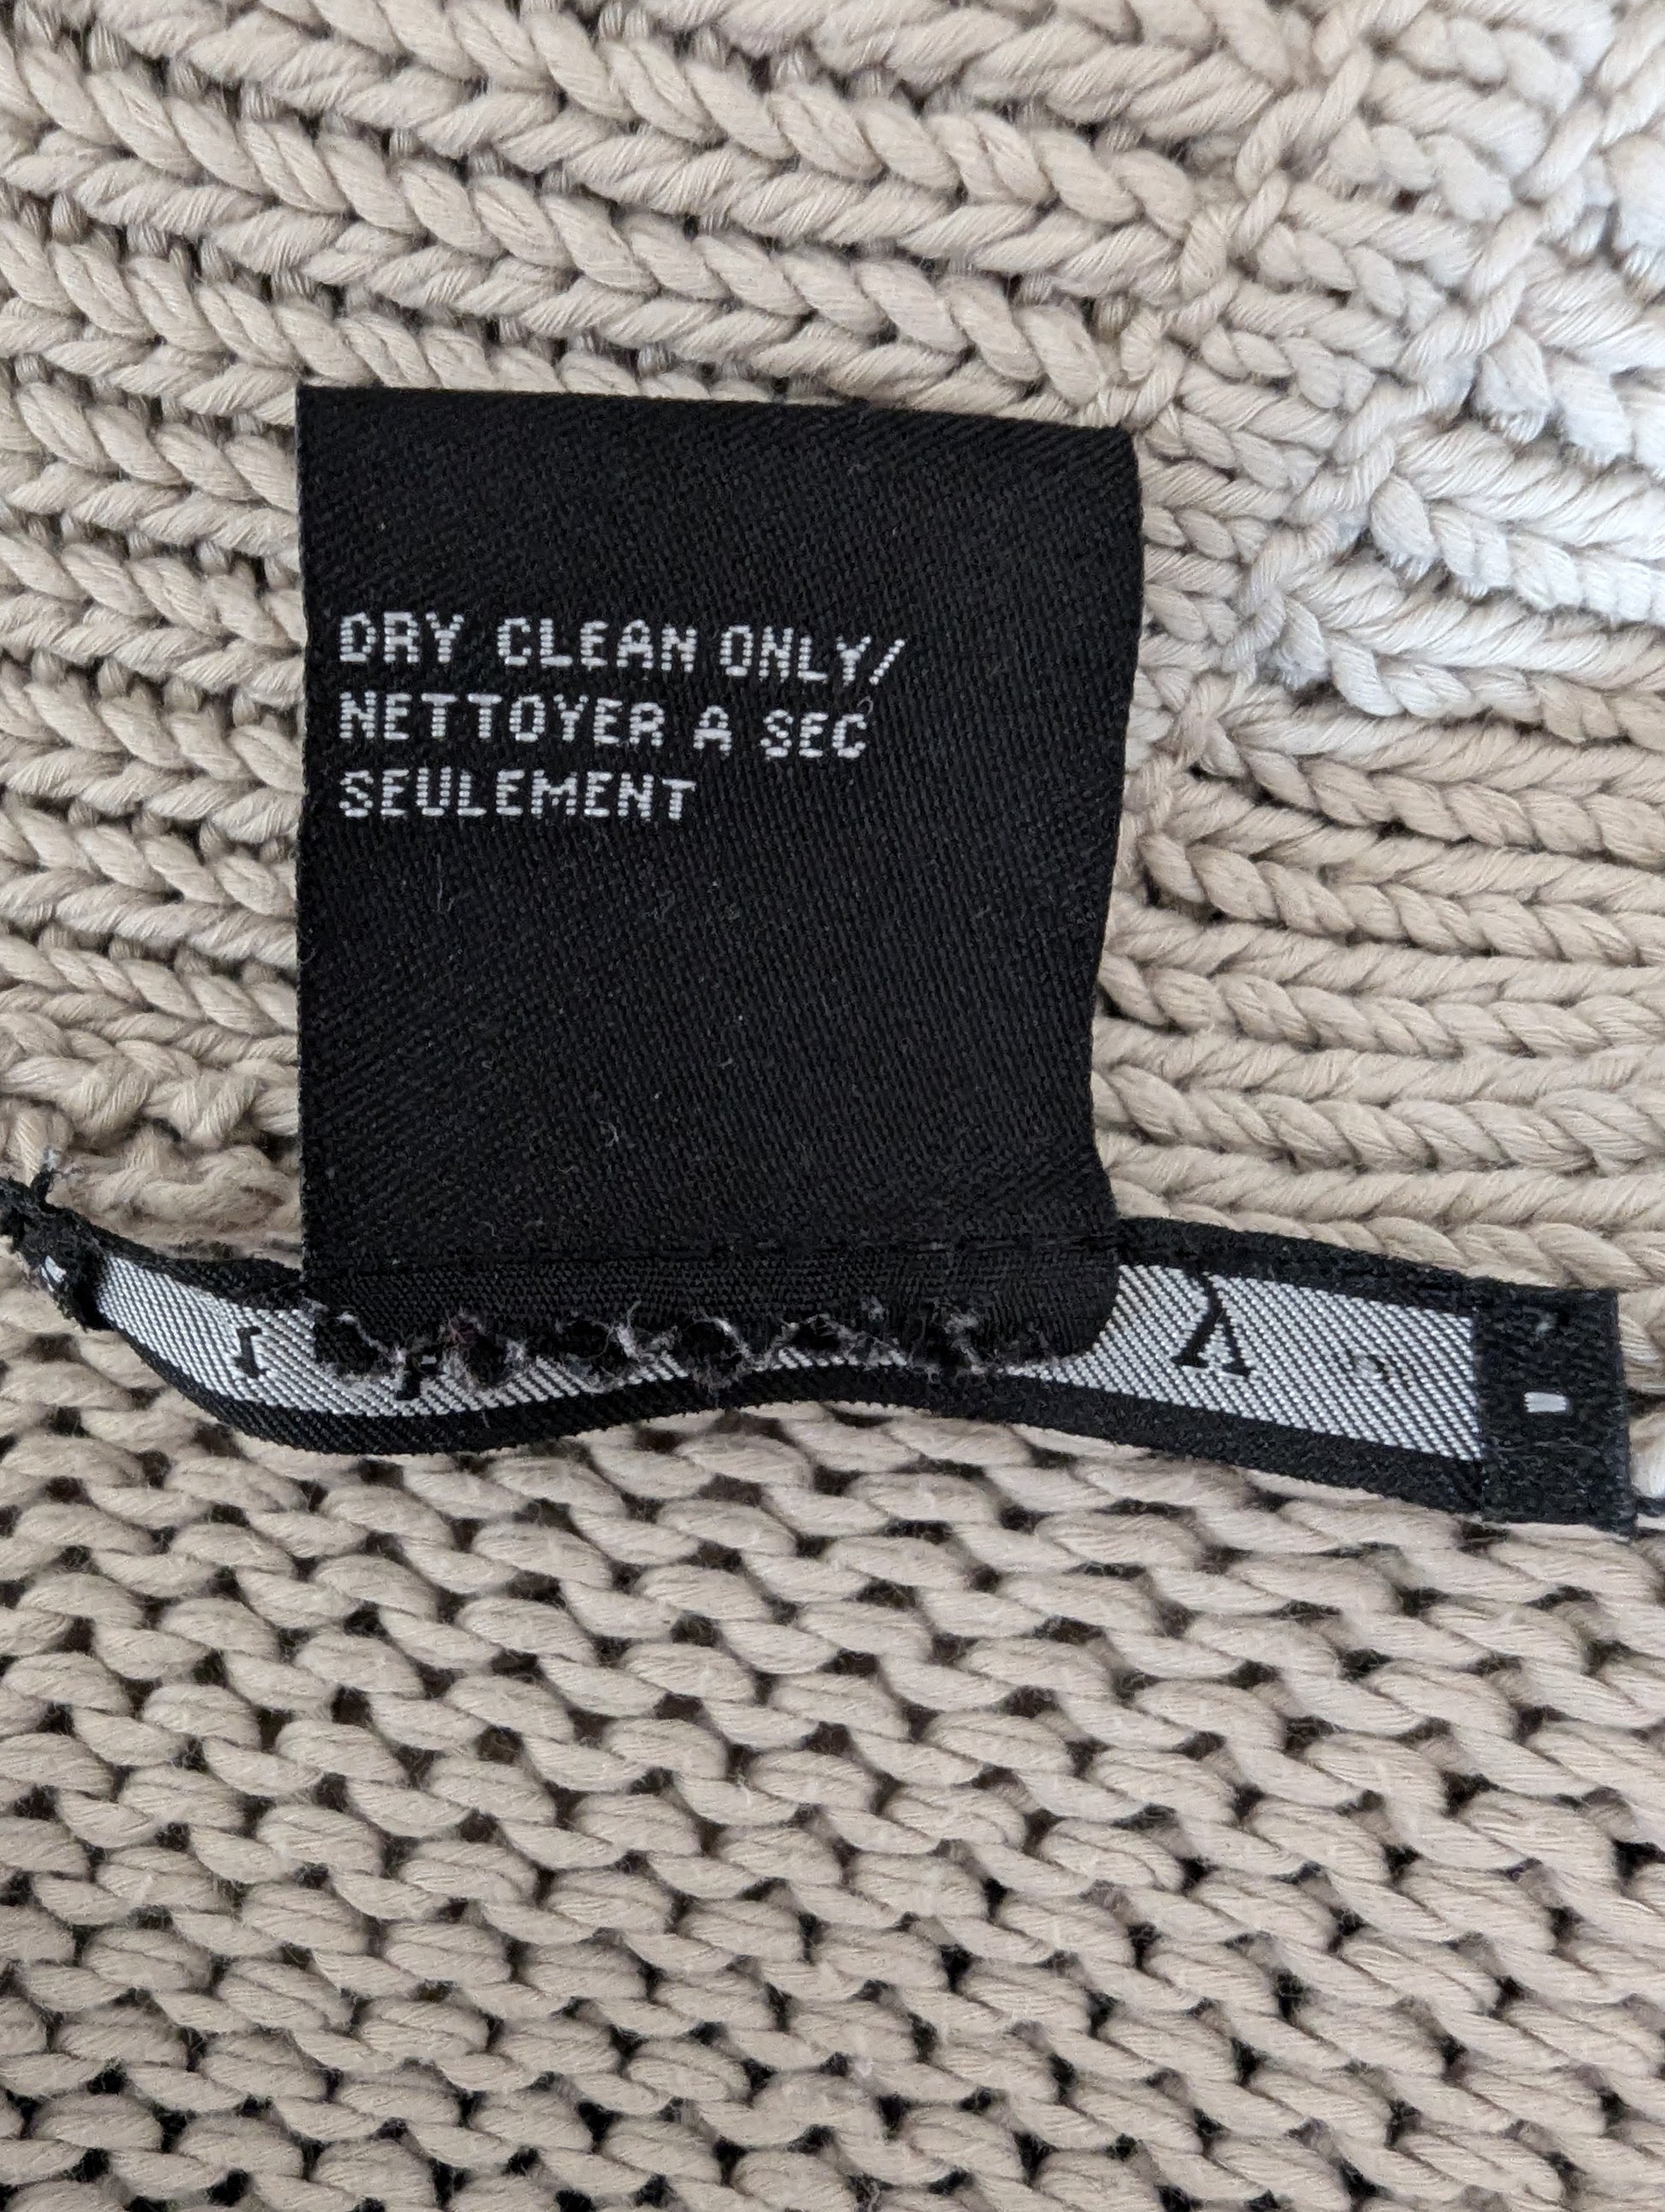 DRY CLEAN ONLY/
NETTOYER A SEC
SEULEMENT